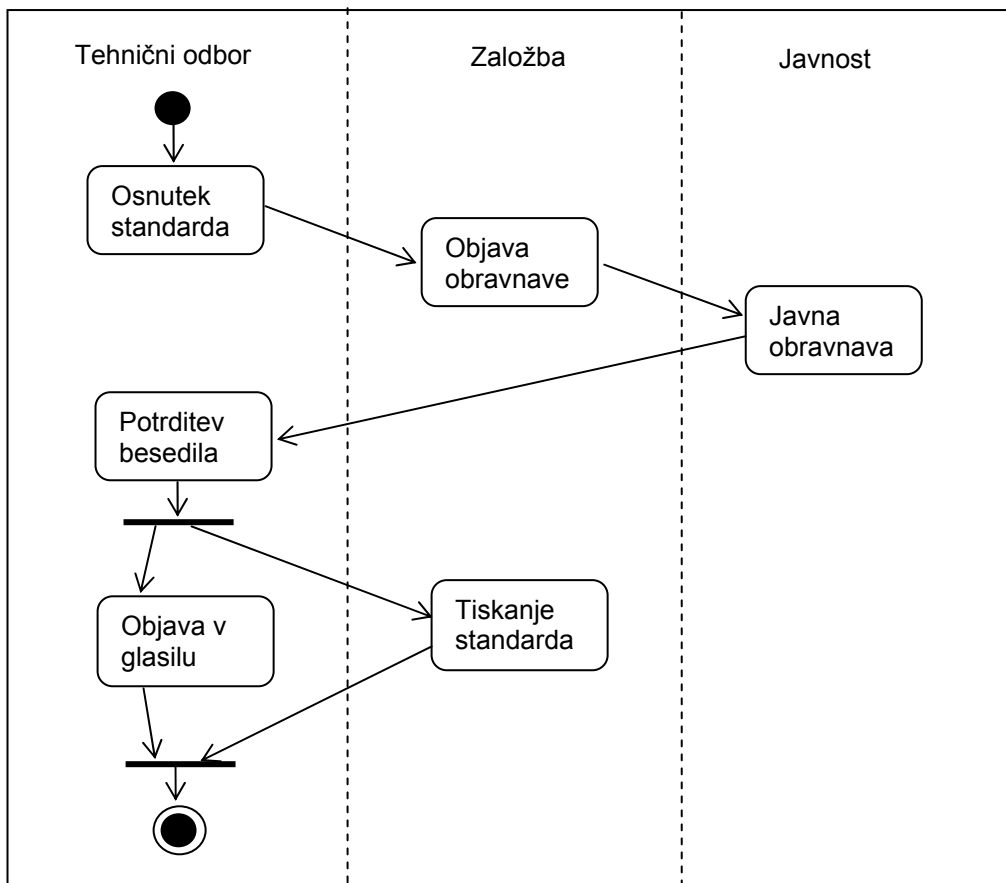 Tehnični odbor
Založba
Javnost
Osnutek
standarda
Objava
obravnave
Javna
obravnava
Potrditev
besedila
Objava v
glasilu
Tiskanje
standarda